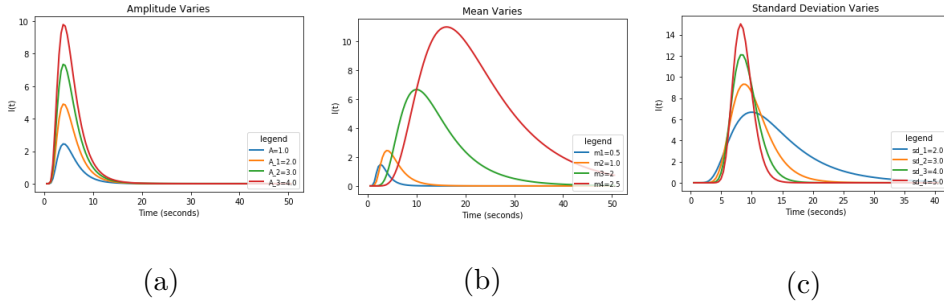 Amplitude Varies
I(t)
10
8
6
4
2
0
0 10 20 30 40 50
Time (seconds)
legend
A=1.0
A_1=2.0
A_2=3.0
A_3=4.0
(a)
Mean Varies
I(t)
10
8
6
4
2
0
0 10 20 30 40 50
Time (seconds)
legend
m1=0.5
m2=1.0
m3=2
m4=2.5
(b)
Standard Deviation Varies
I(t)
14
12
10
8
6
4
2
0
0 5 10 15 20 25 30 35 40
Time (seconds)
legend
sd_1=2.0
sd_2=3.0
sd_3=4.0
sd_4=5.0
(c)